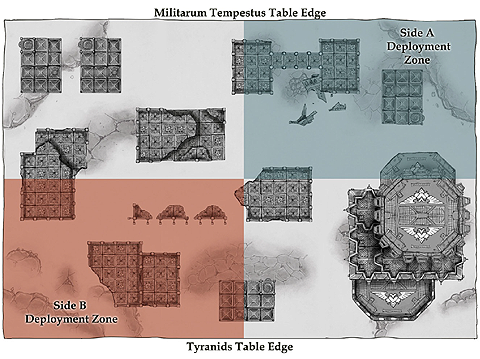 Militarum Tempestus Table Edge
Side A
Deployment
Zone
Side B
Deployment Zone
Tyranids Table Edge